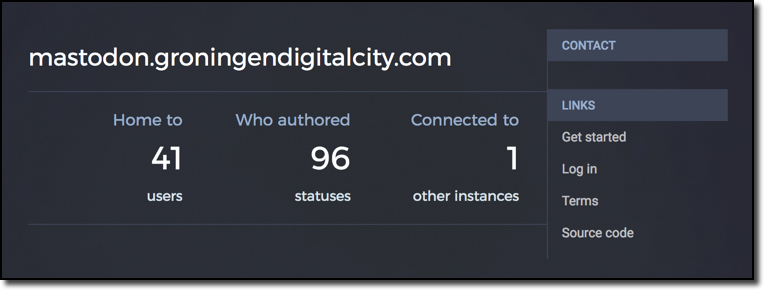 mastodon.groningendigitalcity.com
Home to
41
users
Who authored
96
statuses
Connected to
1
other instances
CONTACT
LINKS
Get started
Log in
Terms
Source code